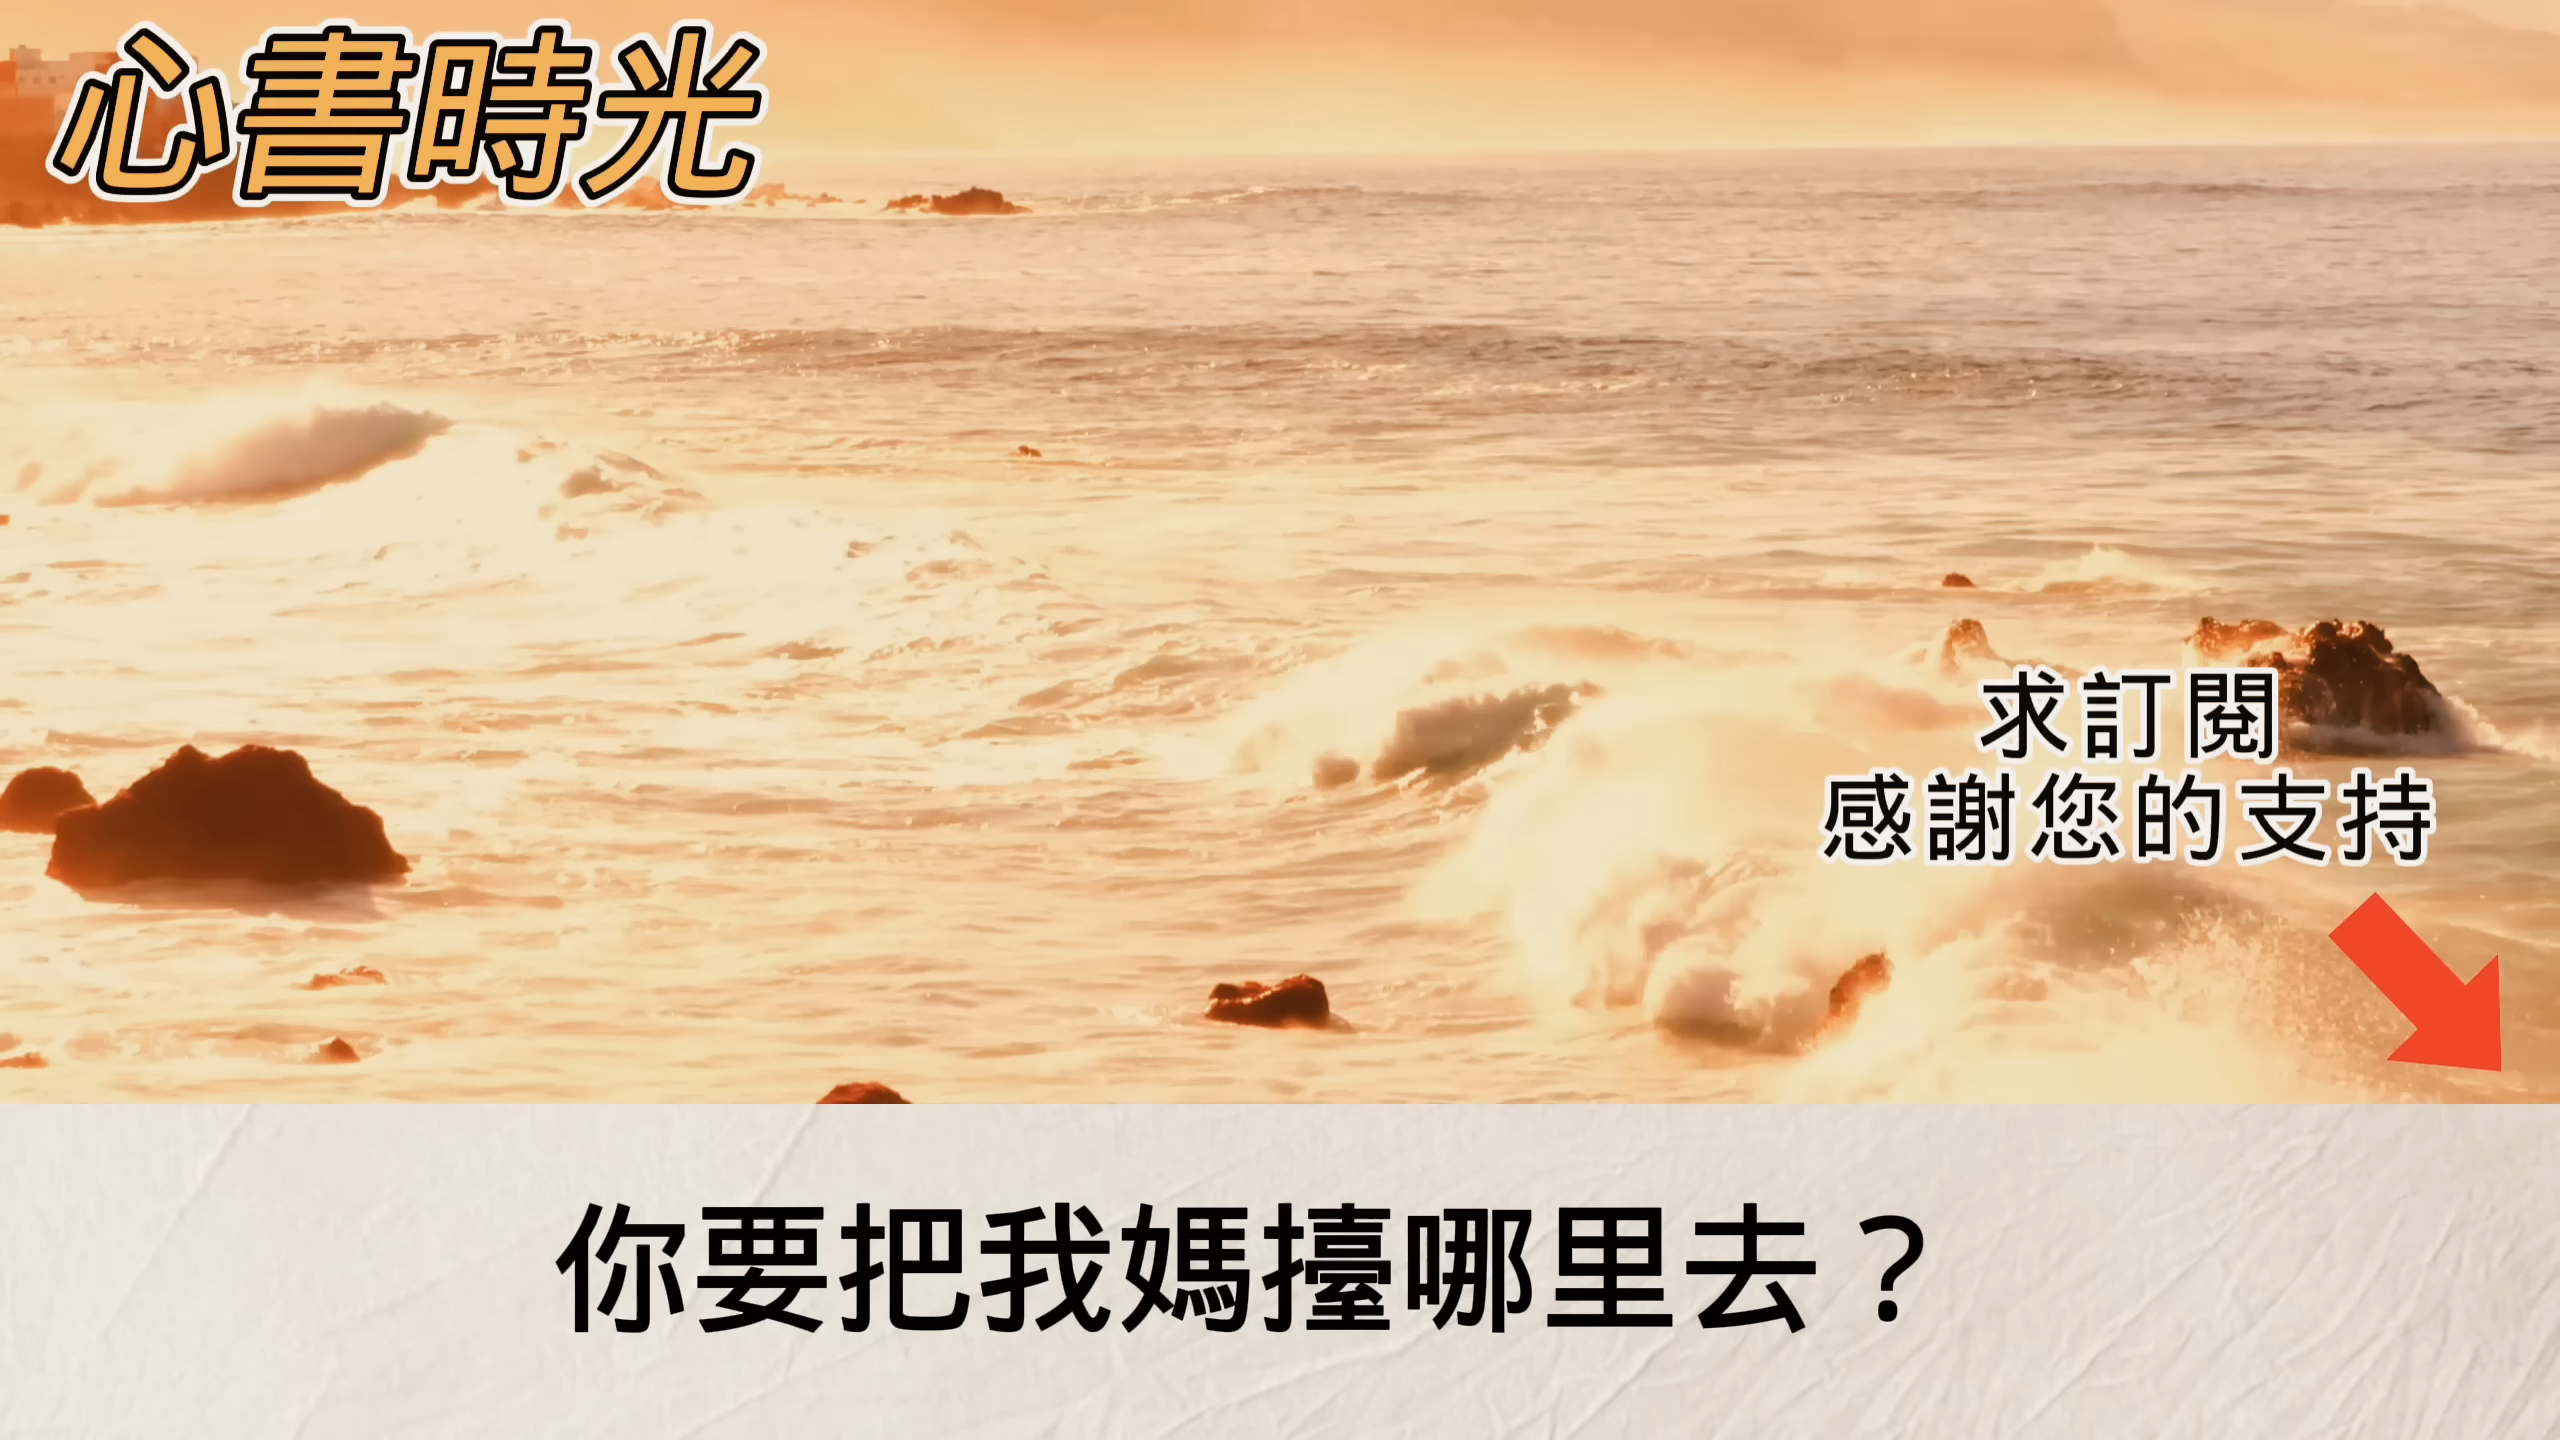 心書時光
求訂閱
感謝您的支持
你要把我媽擡哪里去？